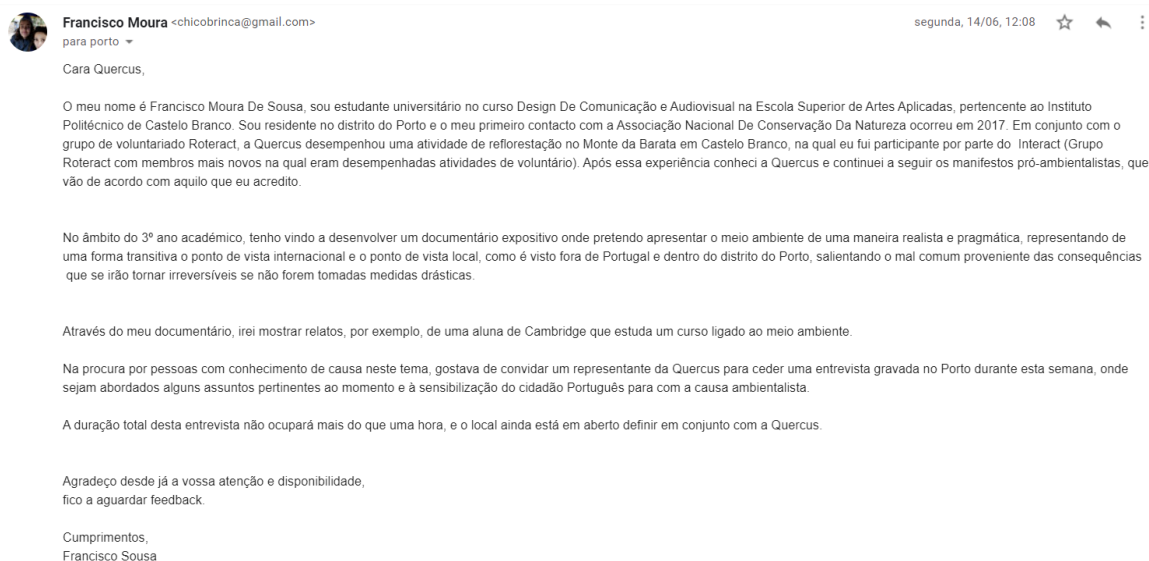 Francisco Moura <chicobrinca@gmail.com>
segunda, 14/06, 12:08
para porto
Cara Quercus,
O meu nome é Francisco Moura De Sousa, sou estudante universitário no curso Design De Comunicação e Audiovisual na Escola Superior de Artes Aplicadas, pertencente ao Instituto
Politécnico de Castelo Branco. Sou residente no distrito do Porto e o meu primeiro contacto com a Associação Nacional De Conservação Da Natureza ocorreu em 2017. Em conjunto com o
grupo de voluntariado Roteract, a Quercus desempenhou uma atividade de reflorestação no Monte da Barata em Castelo Branco, na qual eu fui participante por parte do  Interact (Grupo
Roteract com membros mais novos na qual eram desempenhadas atividades de voluntário). Após essa experiência conheci a Quercus e continuei a seguir os manifestos pró-ambientalistas, que
vão de acordo com aquilo que eu acredito.
No âmbito do 3º ano académico, tenho vindo a desenvolver um documentário expositivo onde pretendo apresentar o meio ambiente de uma maneira realista e pragmática, representando de
uma forma transitiva o ponto de vista internacional e o ponto de vista local, como é visto fora de Portugal e dentro do distrito do Porto, salientando o mal comum proveniente das consequências
que se irão tornar irreversíveis se não forem tomadas medidas drásticas.
Através do meu documentário, irei mostrar relatos, por exemplo, de uma aluna de Cambridge que estuda um curso ligado ao meio ambiente.
Na procura por pessoas com conhecimento de causa neste tema, gostava de convidar um representante da Quercus para ceder uma entrevista gravada no Porto durante esta semana, onde
sejam abordados alguns assuntos pertinentes ao momento e à sensibilização do cidadão Português para com a causa ambientalista.
A duração total desta entrevista não ocupará mais do que uma hora, e o local ainda está em aberto definir em conjunto com a Quercus.
Agradeço desde já a vossa atenção e disponibilidade,
fico a aguardar feedback.
Cumprimentos,
Francisco Sousa